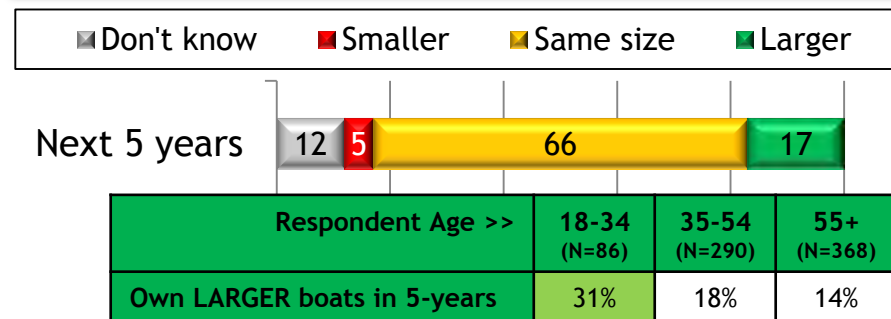 Don't know Smaller Same size Larger
Next 5 years 12 5 66 17
Respondent Age >> 18-34 35-54 55+
(N=86) (N=290) (N=368)
Own LARGER boats in 5-years 31% 18% 14%